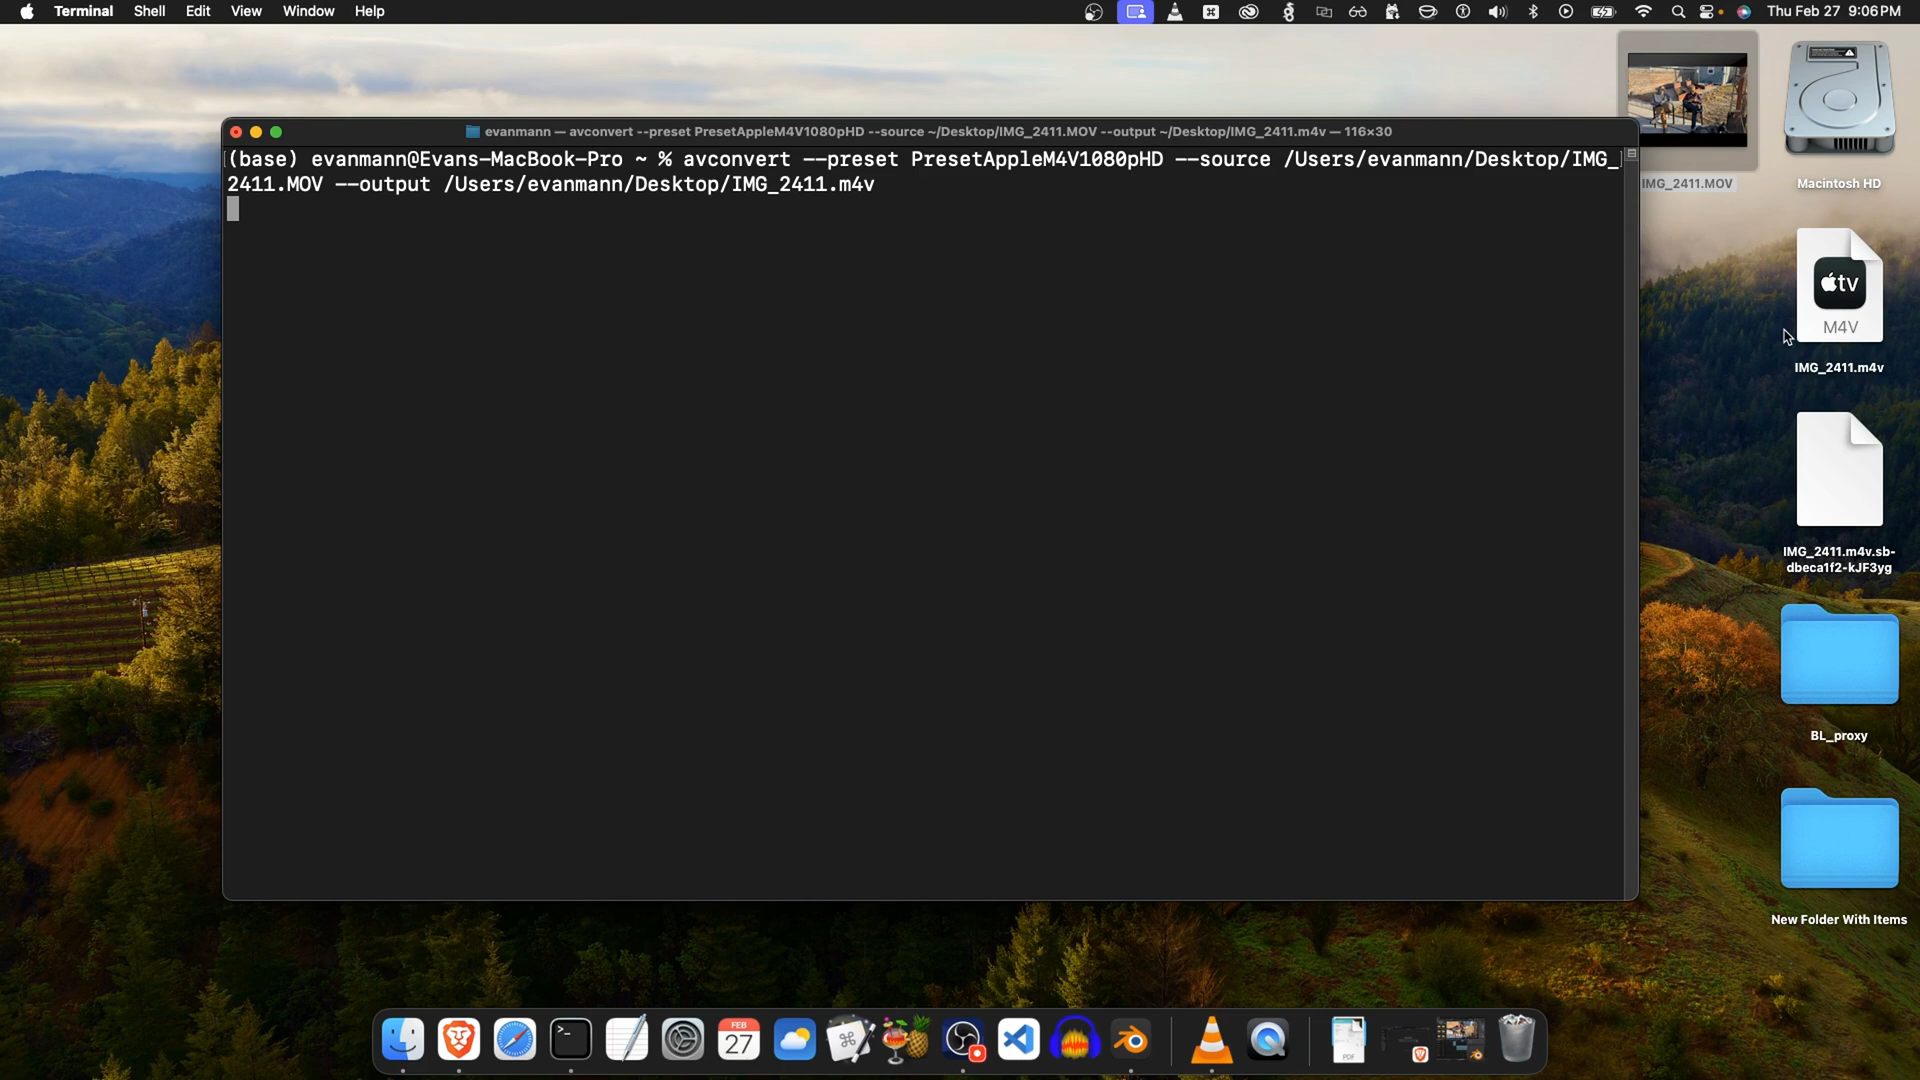 Terminal Shell Edit View Window Help Thu Feb 27 9:06PM
evanmann — avconvert --preset PresetAppleM4V1080pHD --source ~/Desktop/IMG_2411.MOV --output ~/Desktop/IMG_2411.m4v — 116×30
(base) evanmann@Evans-MacBook-Pro ~ % avconvert --preset PresetAppleM4V1080pHD --source /Users/evanmann/Desktop/IMG_
2411.MOV --output /Users/evanmann/Desktop/IMG_2411.m4v
IMG_2411.MOV
Macintosh HD
tv
M4V
IMG_2411.m4v
IMG_2411.m4v.sb-
dbeca1f2-kJF3yg
BL_proxy
New Folder With Items
FEB
27
PDF